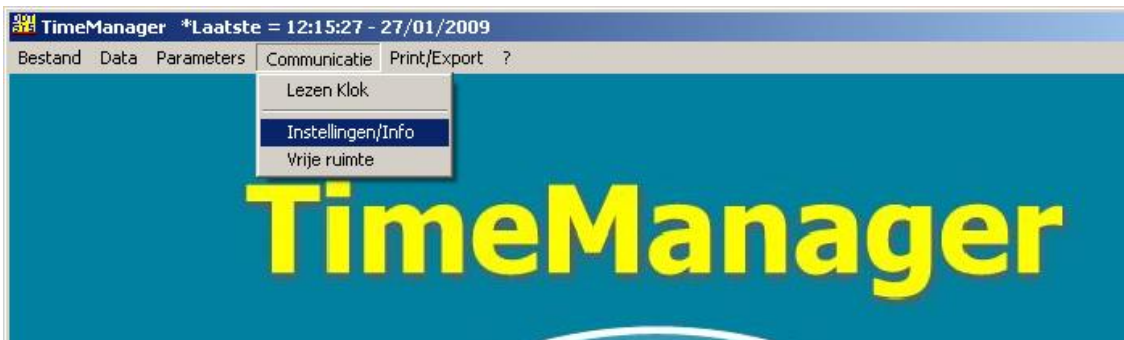 TimeManager *Laatste = 12:15:27 - 27/01/2009
Bestand Data Parameters Communicatie Print/Export ?
Lezen Klok
Instellingen/Info
Vrije ruimte
TimeManager